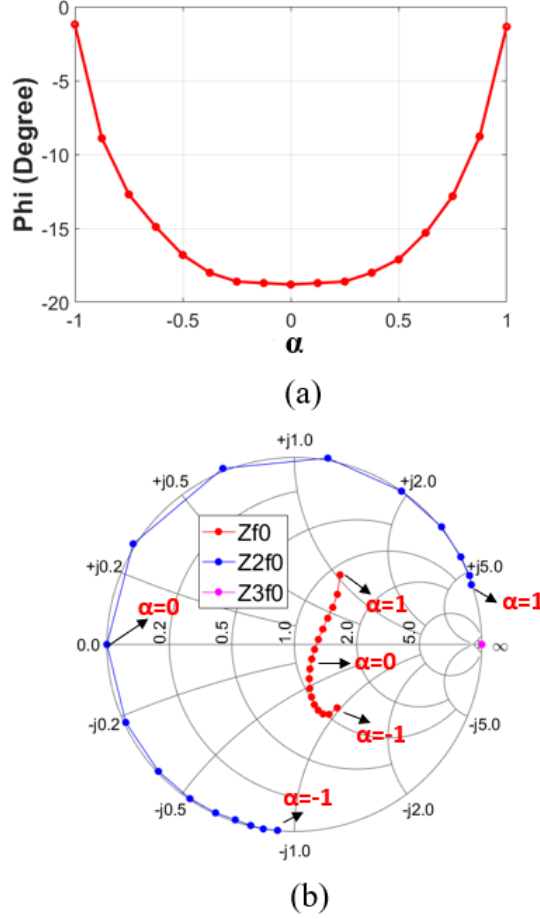 0
-5
-10
-15
-20
Phi (Degree)
-1
-0.5
0
0.5
1
α
(a)
+j1.0
+j0.5
+j2.0
Zf0
Z2f0
Z3f0
+j0.2
+j5.0
α=1
α=1
α=0
0.0
0.2
0.5
1.0
2.0
5.0
∞
α=0
-j0.2
-j5.0
α=-1
α=-1
-j0.5
-j2.0
-j1.0
(b)